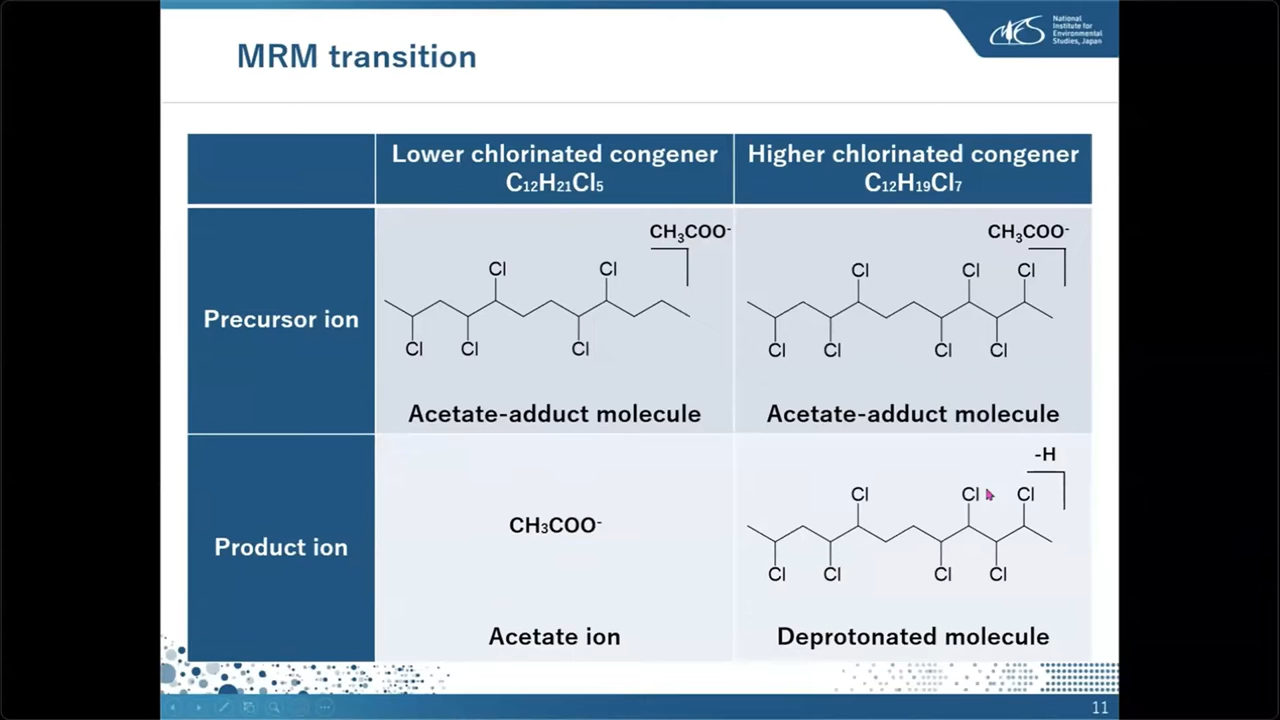 National
Institute for
Environmental
Studies, Japan
MRM transition
Lower chlorinated congener
C₁₂H₂₁Cl₅
Higher chlorinated congener
C₁₂H₁₉Cl₇
Precursor ion
CH₃COO⁻
Cl Cl
Cl Cl Cl
Acetate-adduct molecule
CH₃COO⁻
Cl Cl Cl
Cl Cl Cl Cl
Acetate-adduct molecule
Product ion
CH₃COO⁻
Acetate ion
-H
Cl Cl Cl
Cl Cl Cl Cl
Deprotonated molecule
11